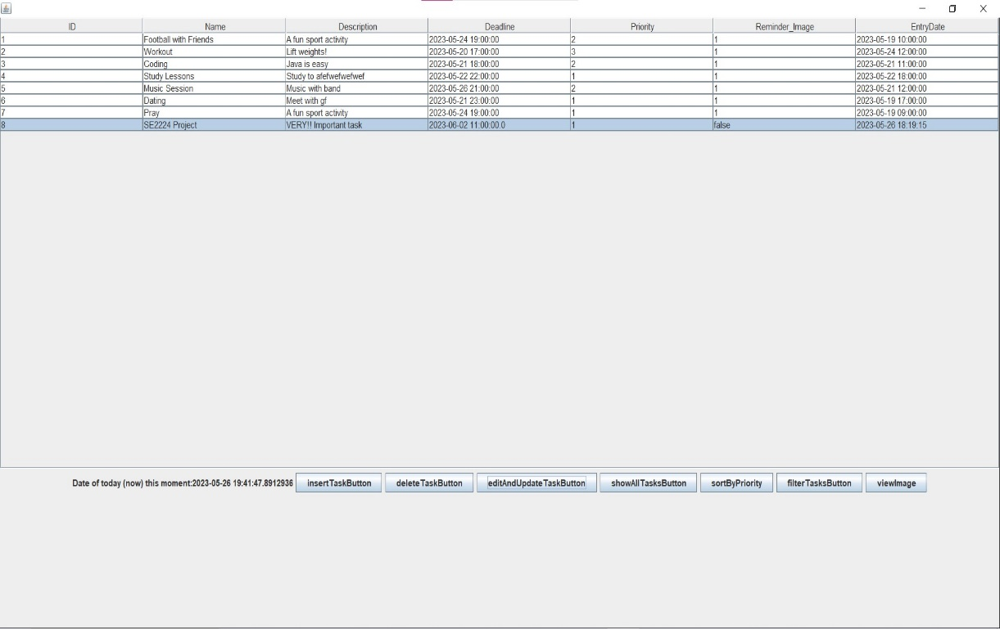 ID Name Description Deadline Priority Reminder_Image EntryDate
1 Football with Friends A fun sport activity 2023-05-24 19:00:00 2 1 2023-05-19 10:00:00
2 Workout Lift weights! 2023-05-20 17:00:00 3 1 2023-05-24 12:00:00
3 Coding Java is easy 2023-05-21 18:00:00 2 1 2023-05-21 11:00:00
4 Study Lessons Study to afefwefwefwef 2023-05-22 22:00:00 1 1 2023-05-22 18:00:00
5 Music Session Music with band 2023-05-26 21:00:00 2 1 2023-05-21 12:00:00
6 Dating Meet with gf 2023-05-21 23:00:00 1 1 2023-05-19 17:00:00
7 Pray A fun sport activity 2023-05-24 19:00:00 1 1 2023-05-19 09:00:00
8 SE2224 Project VERY!! Important task 2023-06-02 11:00:00.0 1 false 2023-05-26 18:19:15
Date of today (now) this moment:2023-05-26 19:41:47.8912936 insertTaskButton deleteTaskButton editAndUpdateTaskButton showAllTasksButton sortByPriority filterTasksButton viewImage